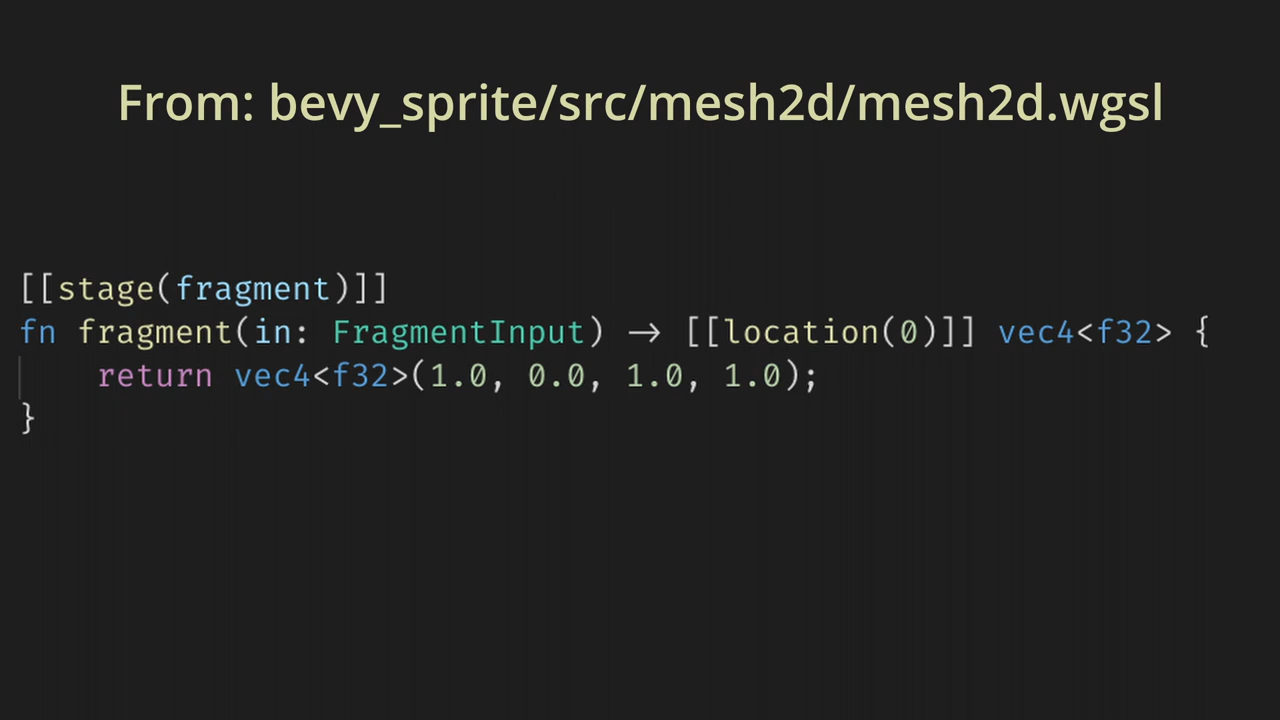 From: bevy_sprite/src/mesh2d/mesh2d.wgsl
[[stage(fragment)]]
fn fragment(in: FragmentInput) -> [[location(0)]] vec4<f32> {
    return vec4<f32>(1.0, 0.0, 1.0, 1.0);
}